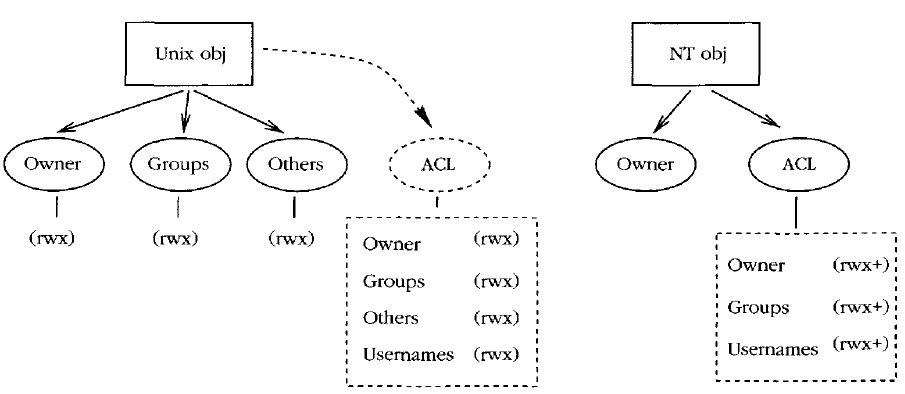 Unix obj
NT obj
Owner
Groups
Others
ACL
Owner
ACL
(rwx)
(rwx)
(rwx)
Owner (rwx)
Groups (rwx)
Others (rwx)
Usernames (rwx)
Owner (rwx+)
Groups (rwx+)
Usernames (rwx+)